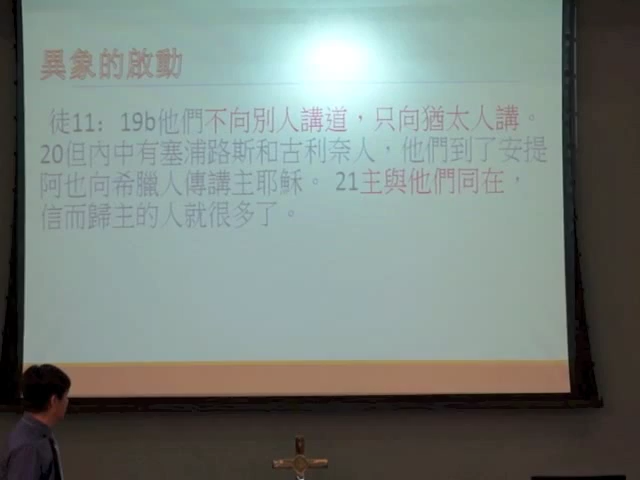 異象的啟動
徒11：19b他們不向別人講道，只向猶太人講。
20但內中有塞浦路斯和古利奈人，他們到了安提
阿也向希臘人傳講主耶穌。 21主與他們同在，
信而歸主的人就很多了。